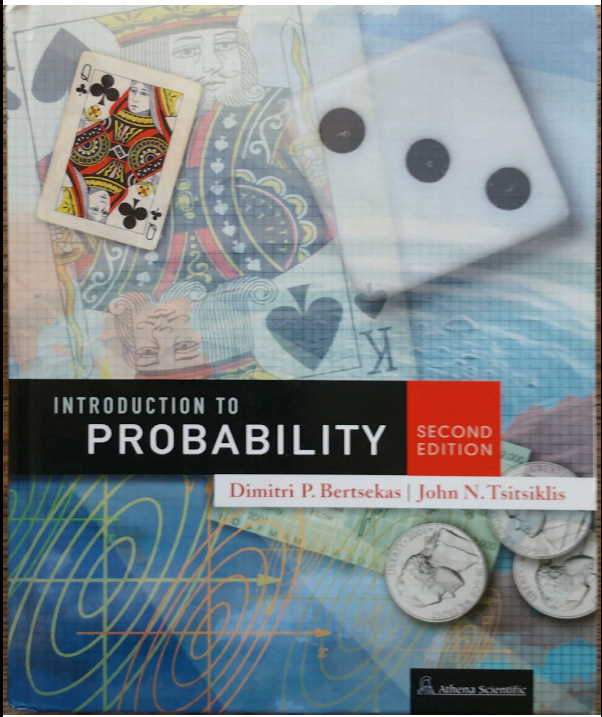 Q
Q
K
INTRODUCTION TO
PROBABILITY
SECOND
EDITION
Dimitri P. Bertsekas | John N. Tsitsiklis
x
Athena Scientific